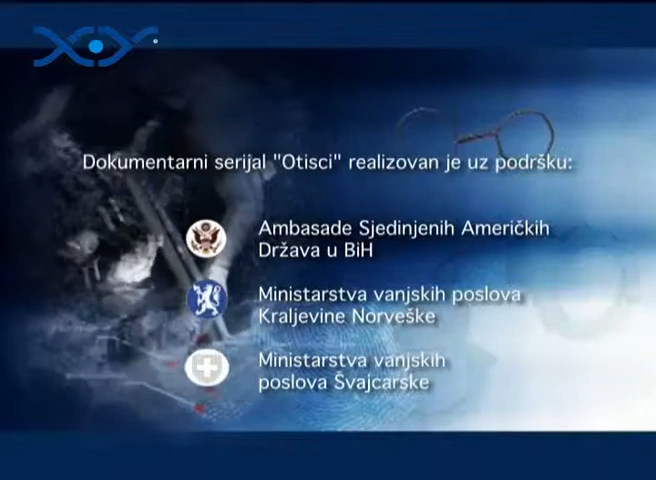 Dokumentarni serijal "Otisci" realizovan je uz podršku:
Ambasade Sjedinjenih Američkih
Država u BiH
Ministarstva vanjskih poslova
Kraljevine Norveške
Ministarstva vanjskih
poslova Švajcarske